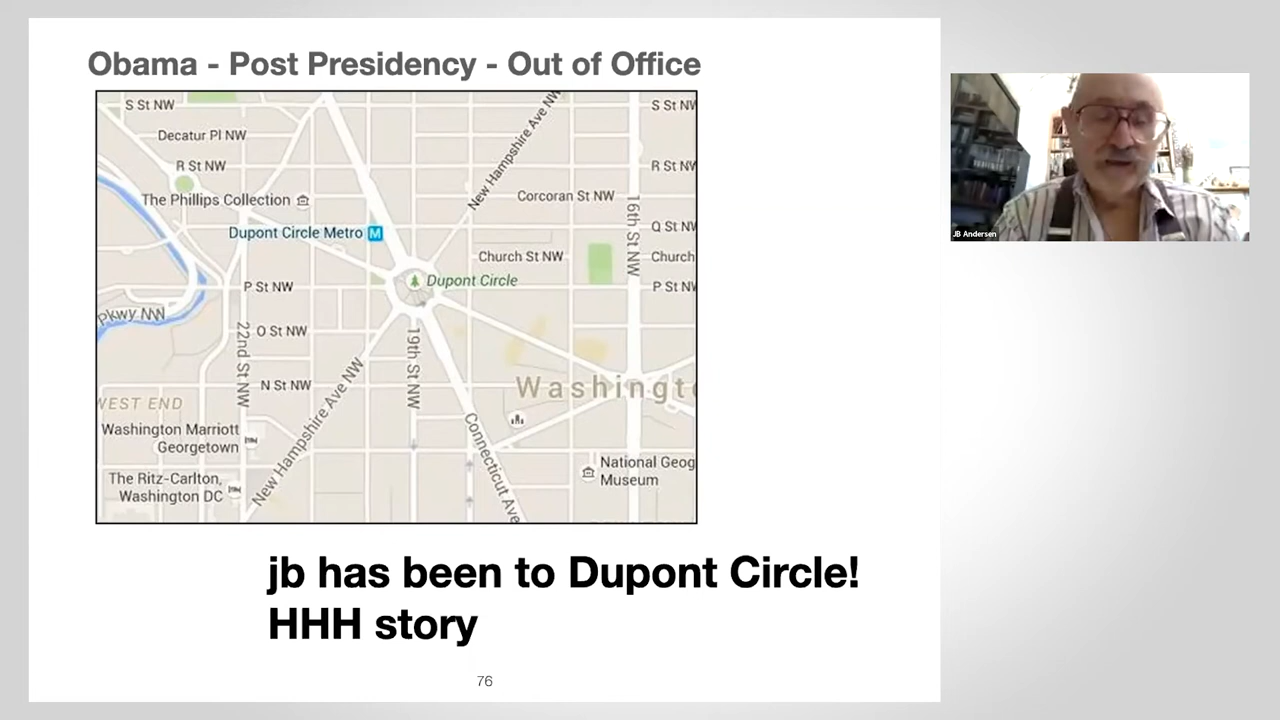 Obama - Post Presidency - Out of Office
S St NW
S St NW
Decatur Pl NW
New Hampshire Ave NW
R St NW
R St NW
The Phillips Collection
Corcoran St NW
16th St NW
Dupont Circle Metro M
Q St NW
Church St NW
Church
Dupont Circle
P St NW
P St NW
Pkwy NW
22nd St NW
O St NW
19th St NW
N St NW
Washingto
WEST END
New Hampshire Ave NW
Connecticut Ave
Washington Marriott
Georgetown
National Geog
Museum
The Ritz-Carlton,
Washington DC
jb has been to Dupont Circle!
HHH story
76
JB Andersen